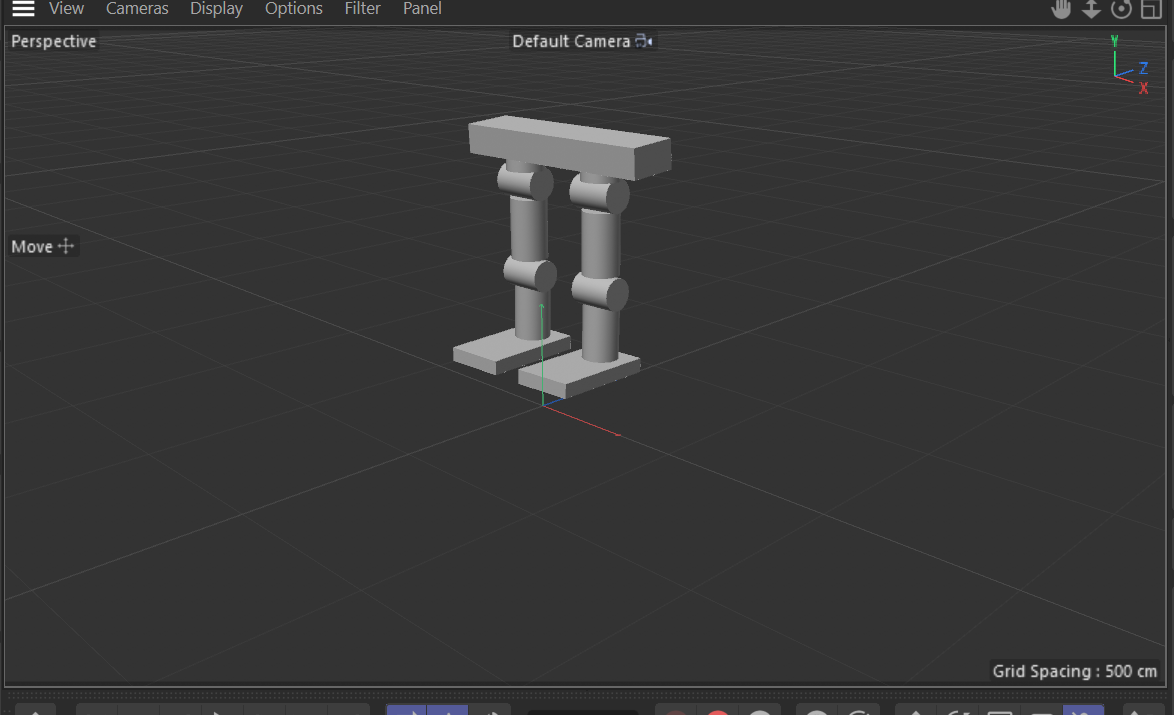 View Cameras Display Options Filter Panel
Perspective
Default Camera
Y
Z
X
Move
Grid Spacing : 500 cm